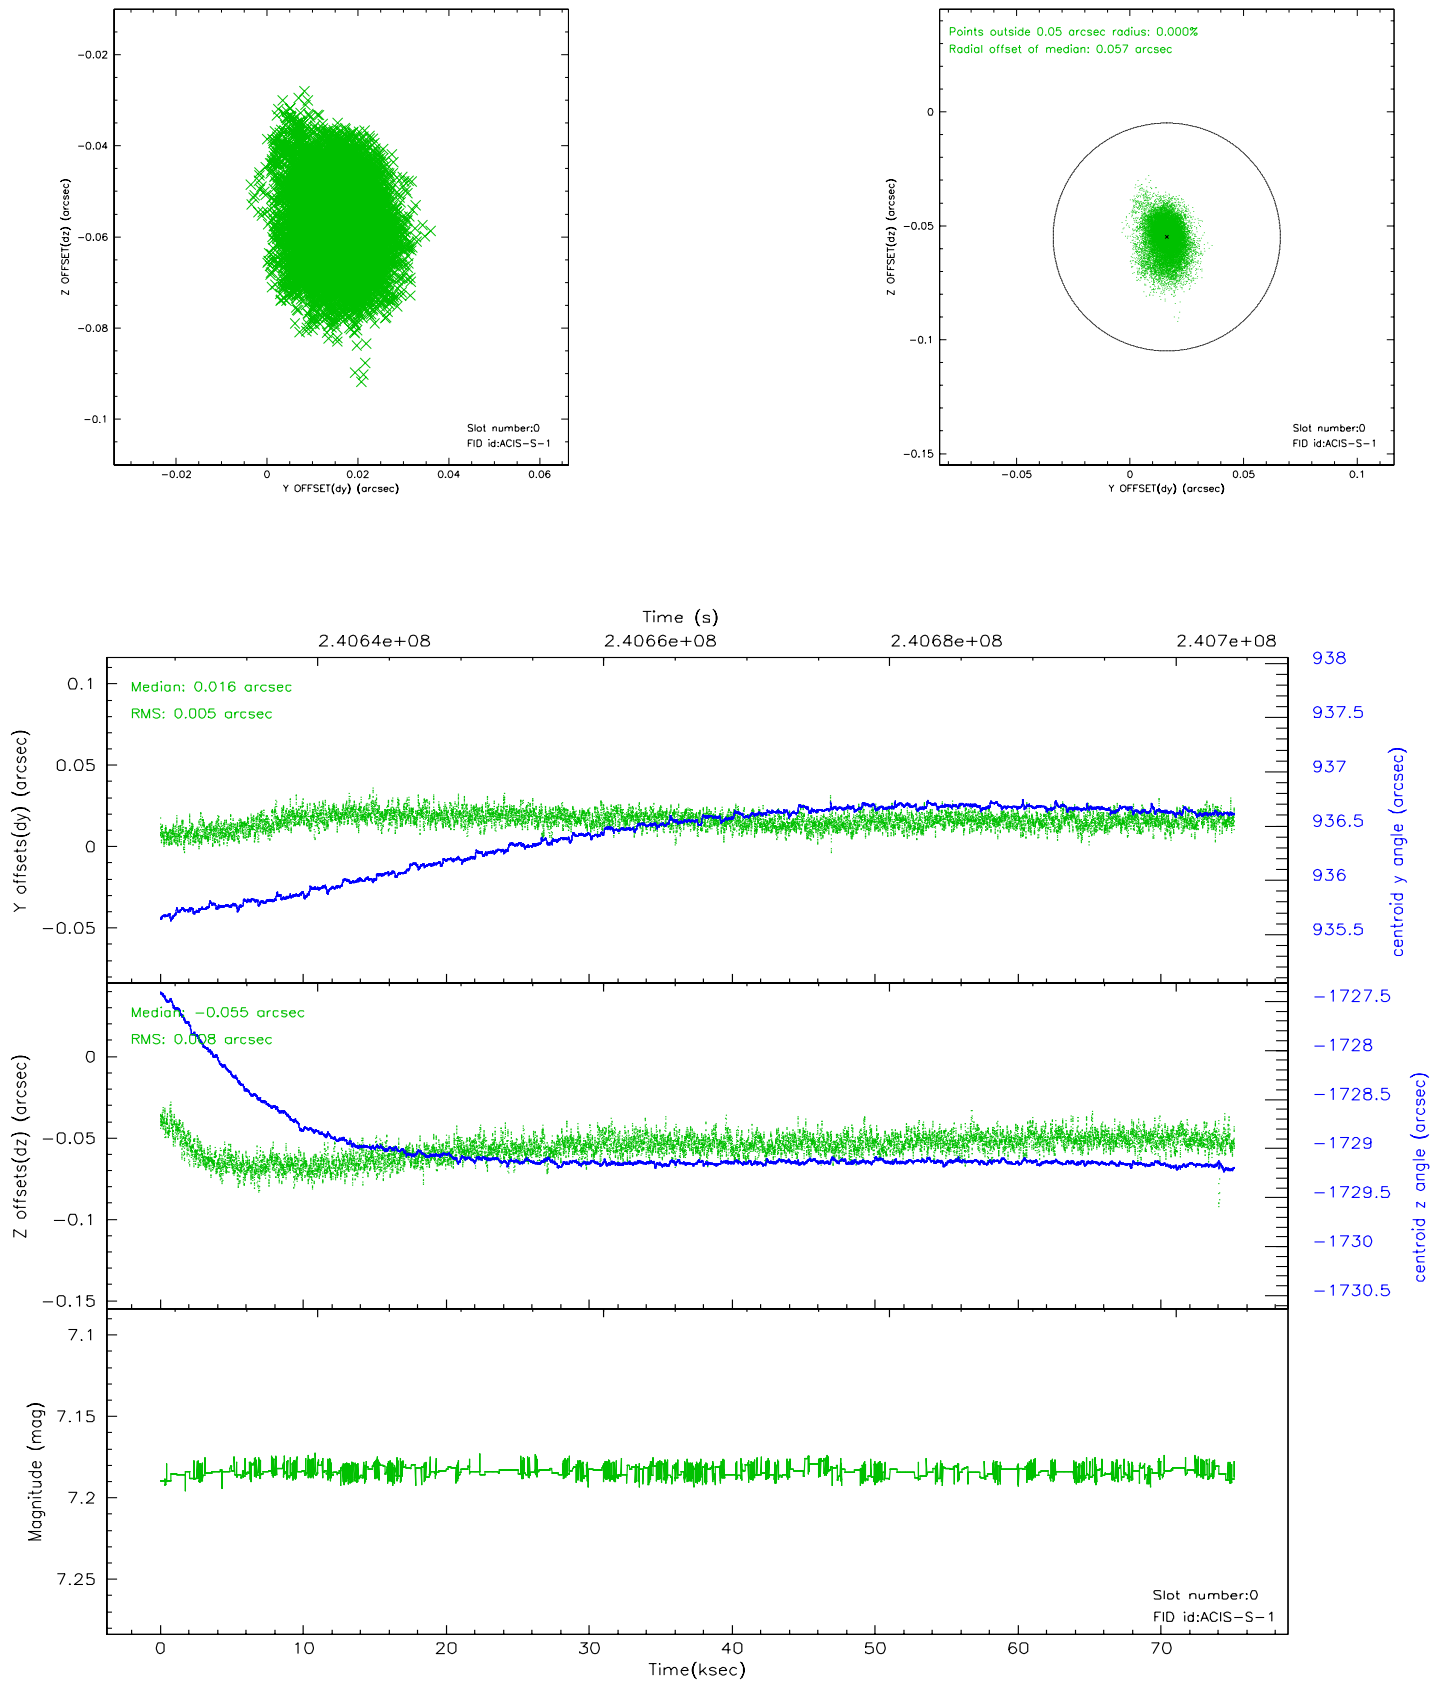 −0.02
−0.04
−0.06
−0.08
−0.1
Z OFFSET(dz) (arcsec)
−0.02
0
0.02
0.04
0.06
Y OFFSET(dy) (arcsec)
Slot number:0
FID id:ACIS−S−1
Points outside 0.05 arcsec radius: 0.000%
Radial offset of median: 0.057 arcsec
0
−0.05
−0.1
−0.15
Z OFFSET(dz) (arcsec)
−0.05
0
0.05
0.1
Y OFFSET(dy) (arcsec)
Slot number:0
FID id:ACIS−S−1
Time (s)
2.4064e+08
2.4066e+08
2.4068e+08
2.407e+08
Median: 0.016 arcsec
RMS: 0.005 arcsec
0.1
0.05
0
−0.05
Y offsets(dy) (arcsec)
938
937.5
937
936.5
936
935.5
centroid y angle (arcsec)
Median: −0.055 arcsec
RMS: 0.008 arcsec
0
−0.05
−0.1
−0.15
Z offsets(dz) (arcsec)
−1727.5
−1728
−1728.5
−1729
−1729.5
−1730
−1730.5
centroid z angle (arcsec)
7.1
7.15
7.2
7.25
Magnitude (mag)
Slot number:0
FID id:ACIS−S−1
0
10
20
30
40
50
60
70
Time(ksec)